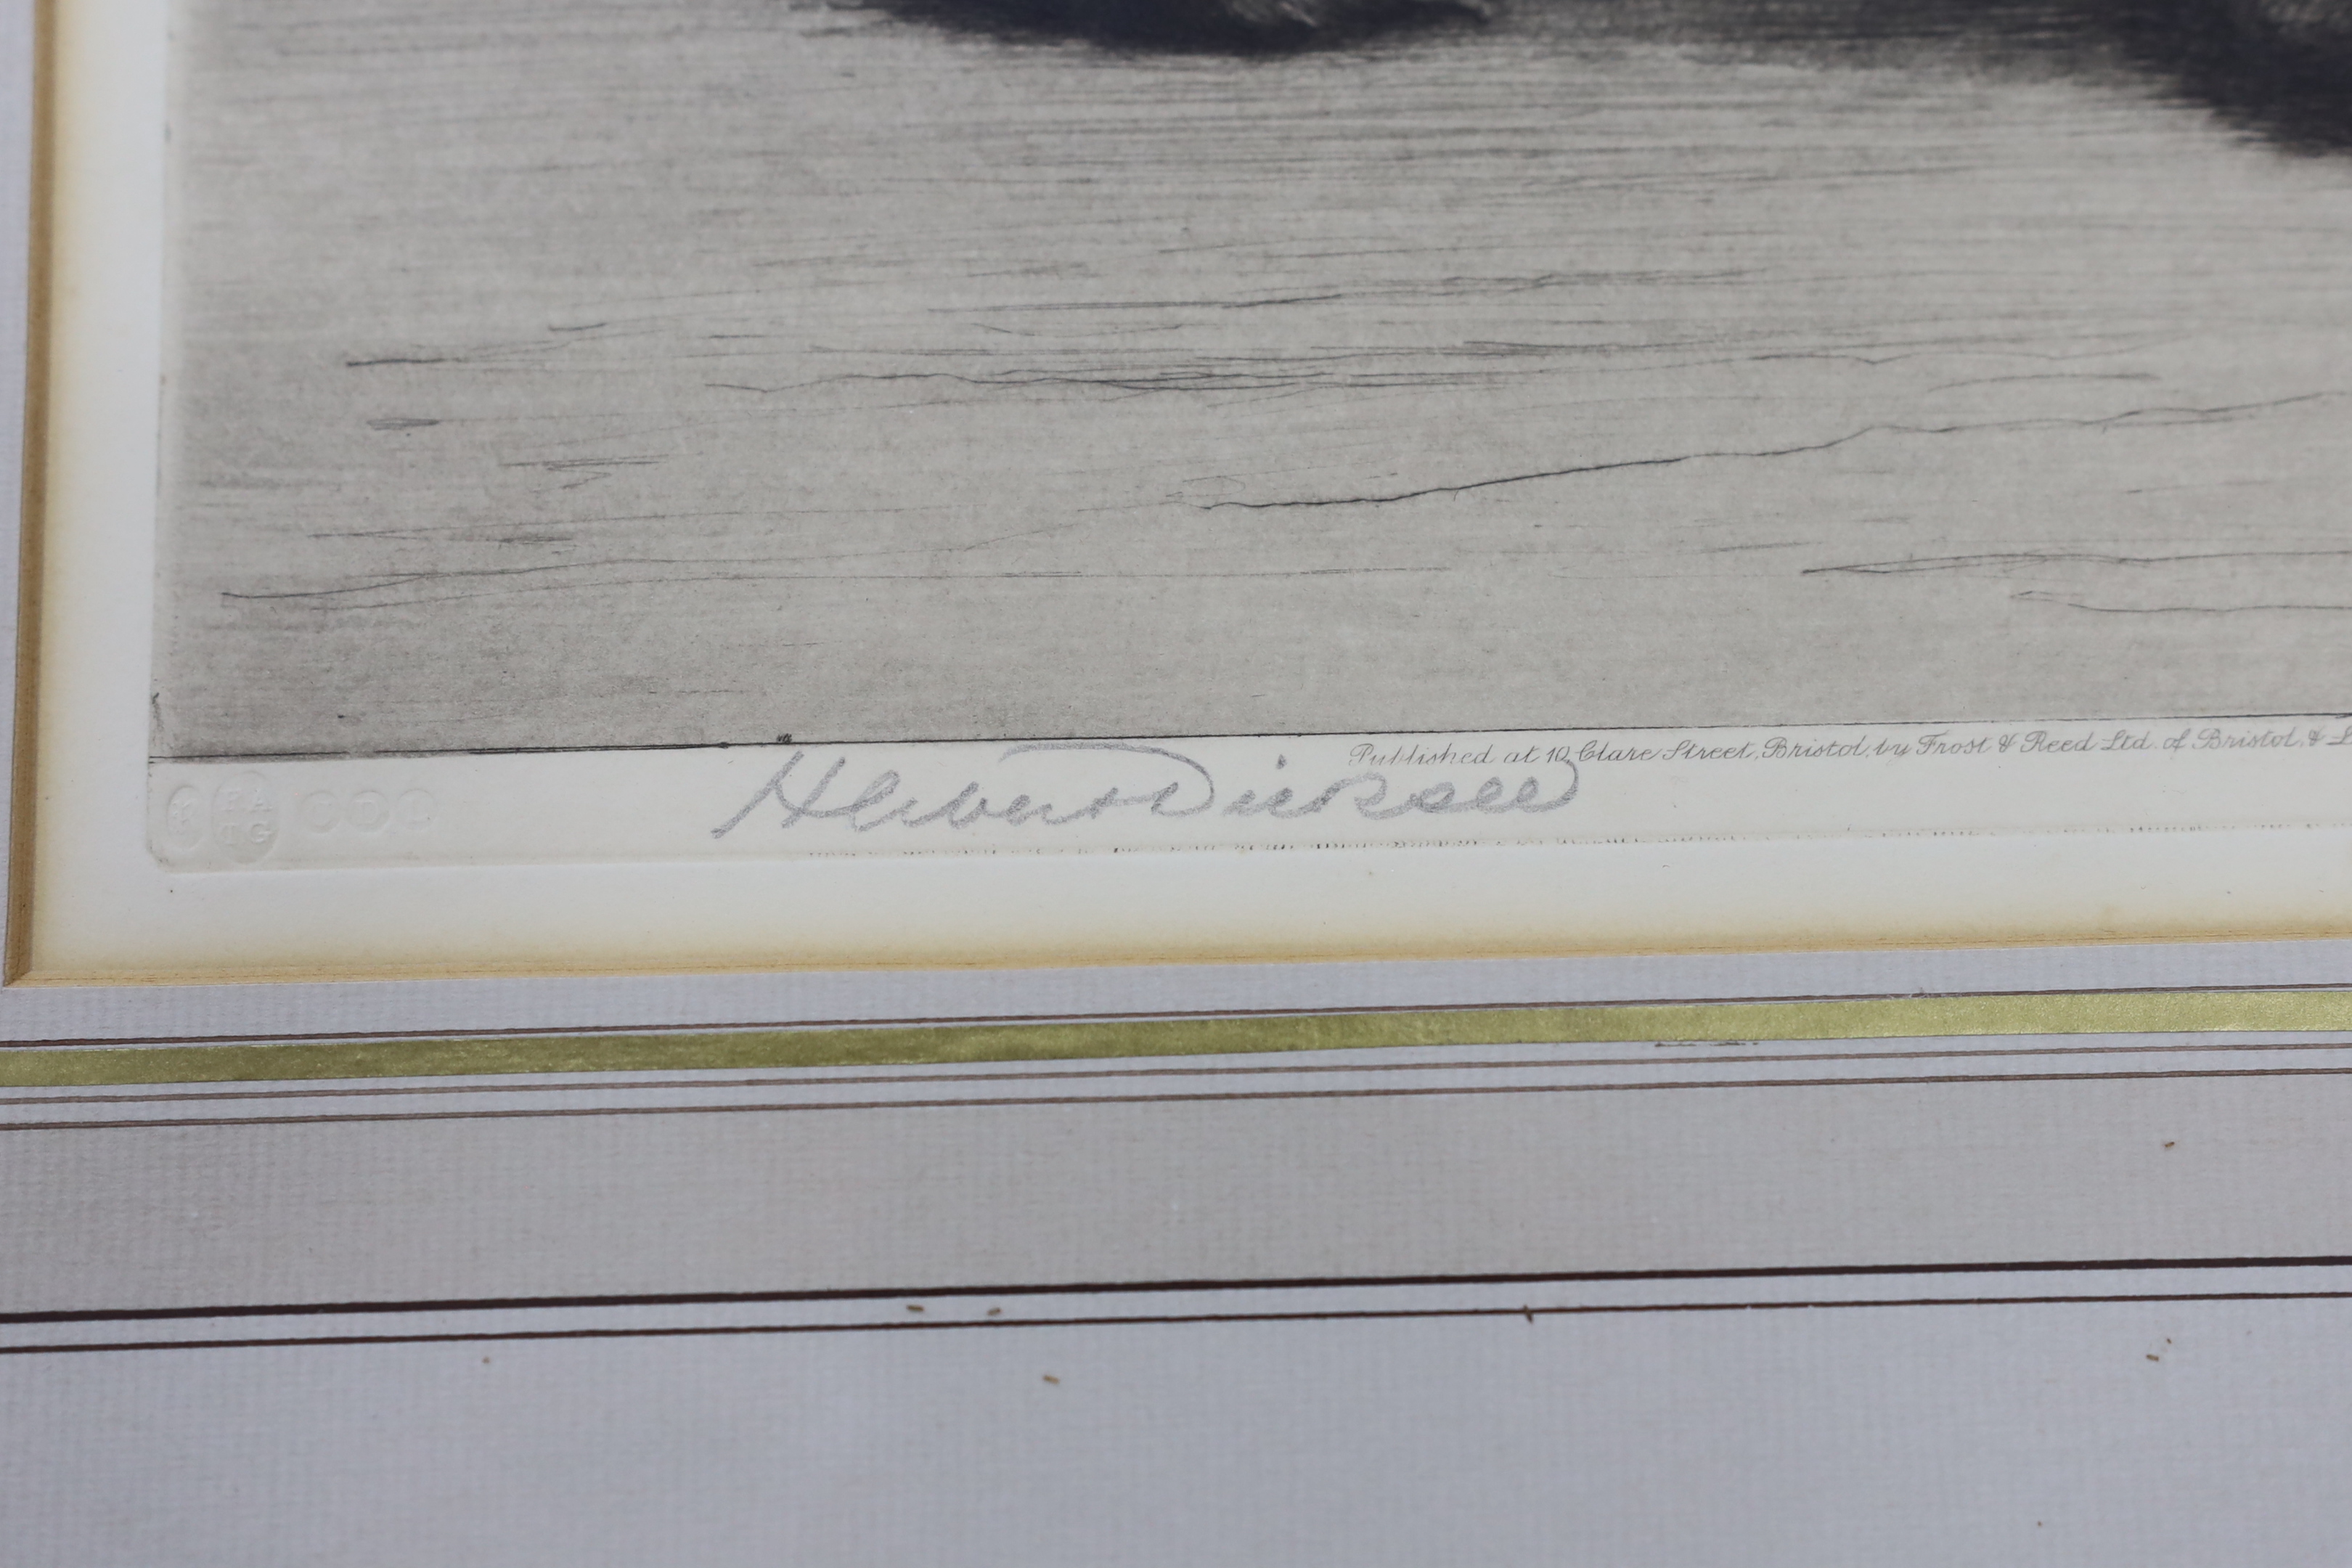 Published at 10, Clare Street, Bristol, by Frost & Reed Ltd. of Bristol, & L
Herbert Dicksee